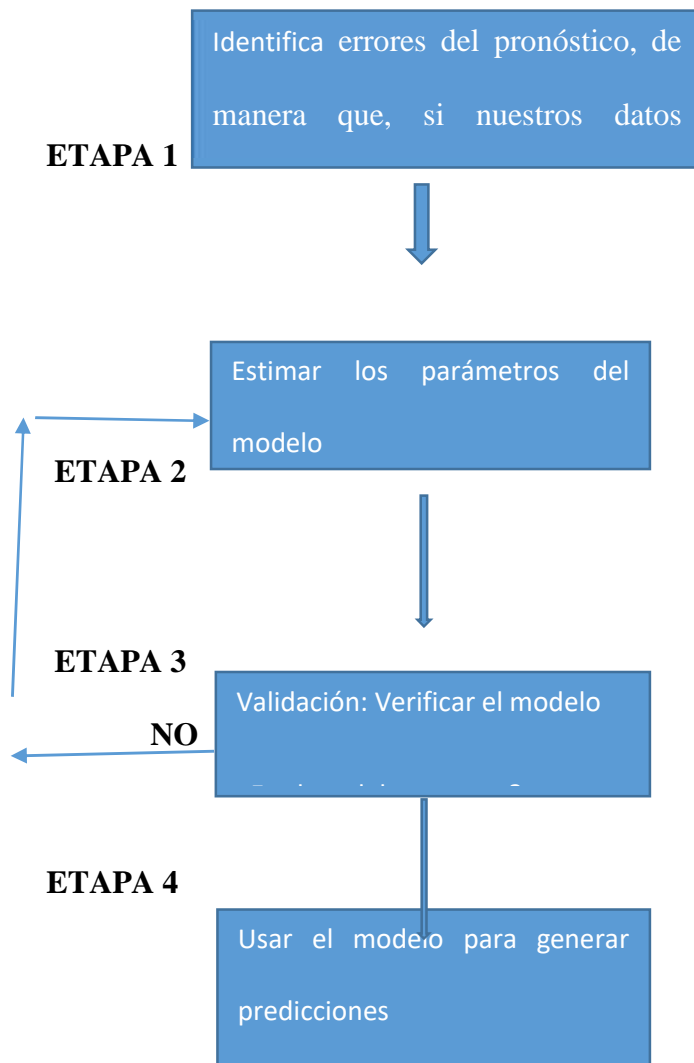 Identifica errores del pronóstico, de
manera que, si nuestros datos
ETAPA 1
Estimar los parámetros del
modelo
ETAPA 2
ETAPA 3
Validación: Verificar el modelo
NO
ETAPA 4
Usar el modelo para generar
predicciones